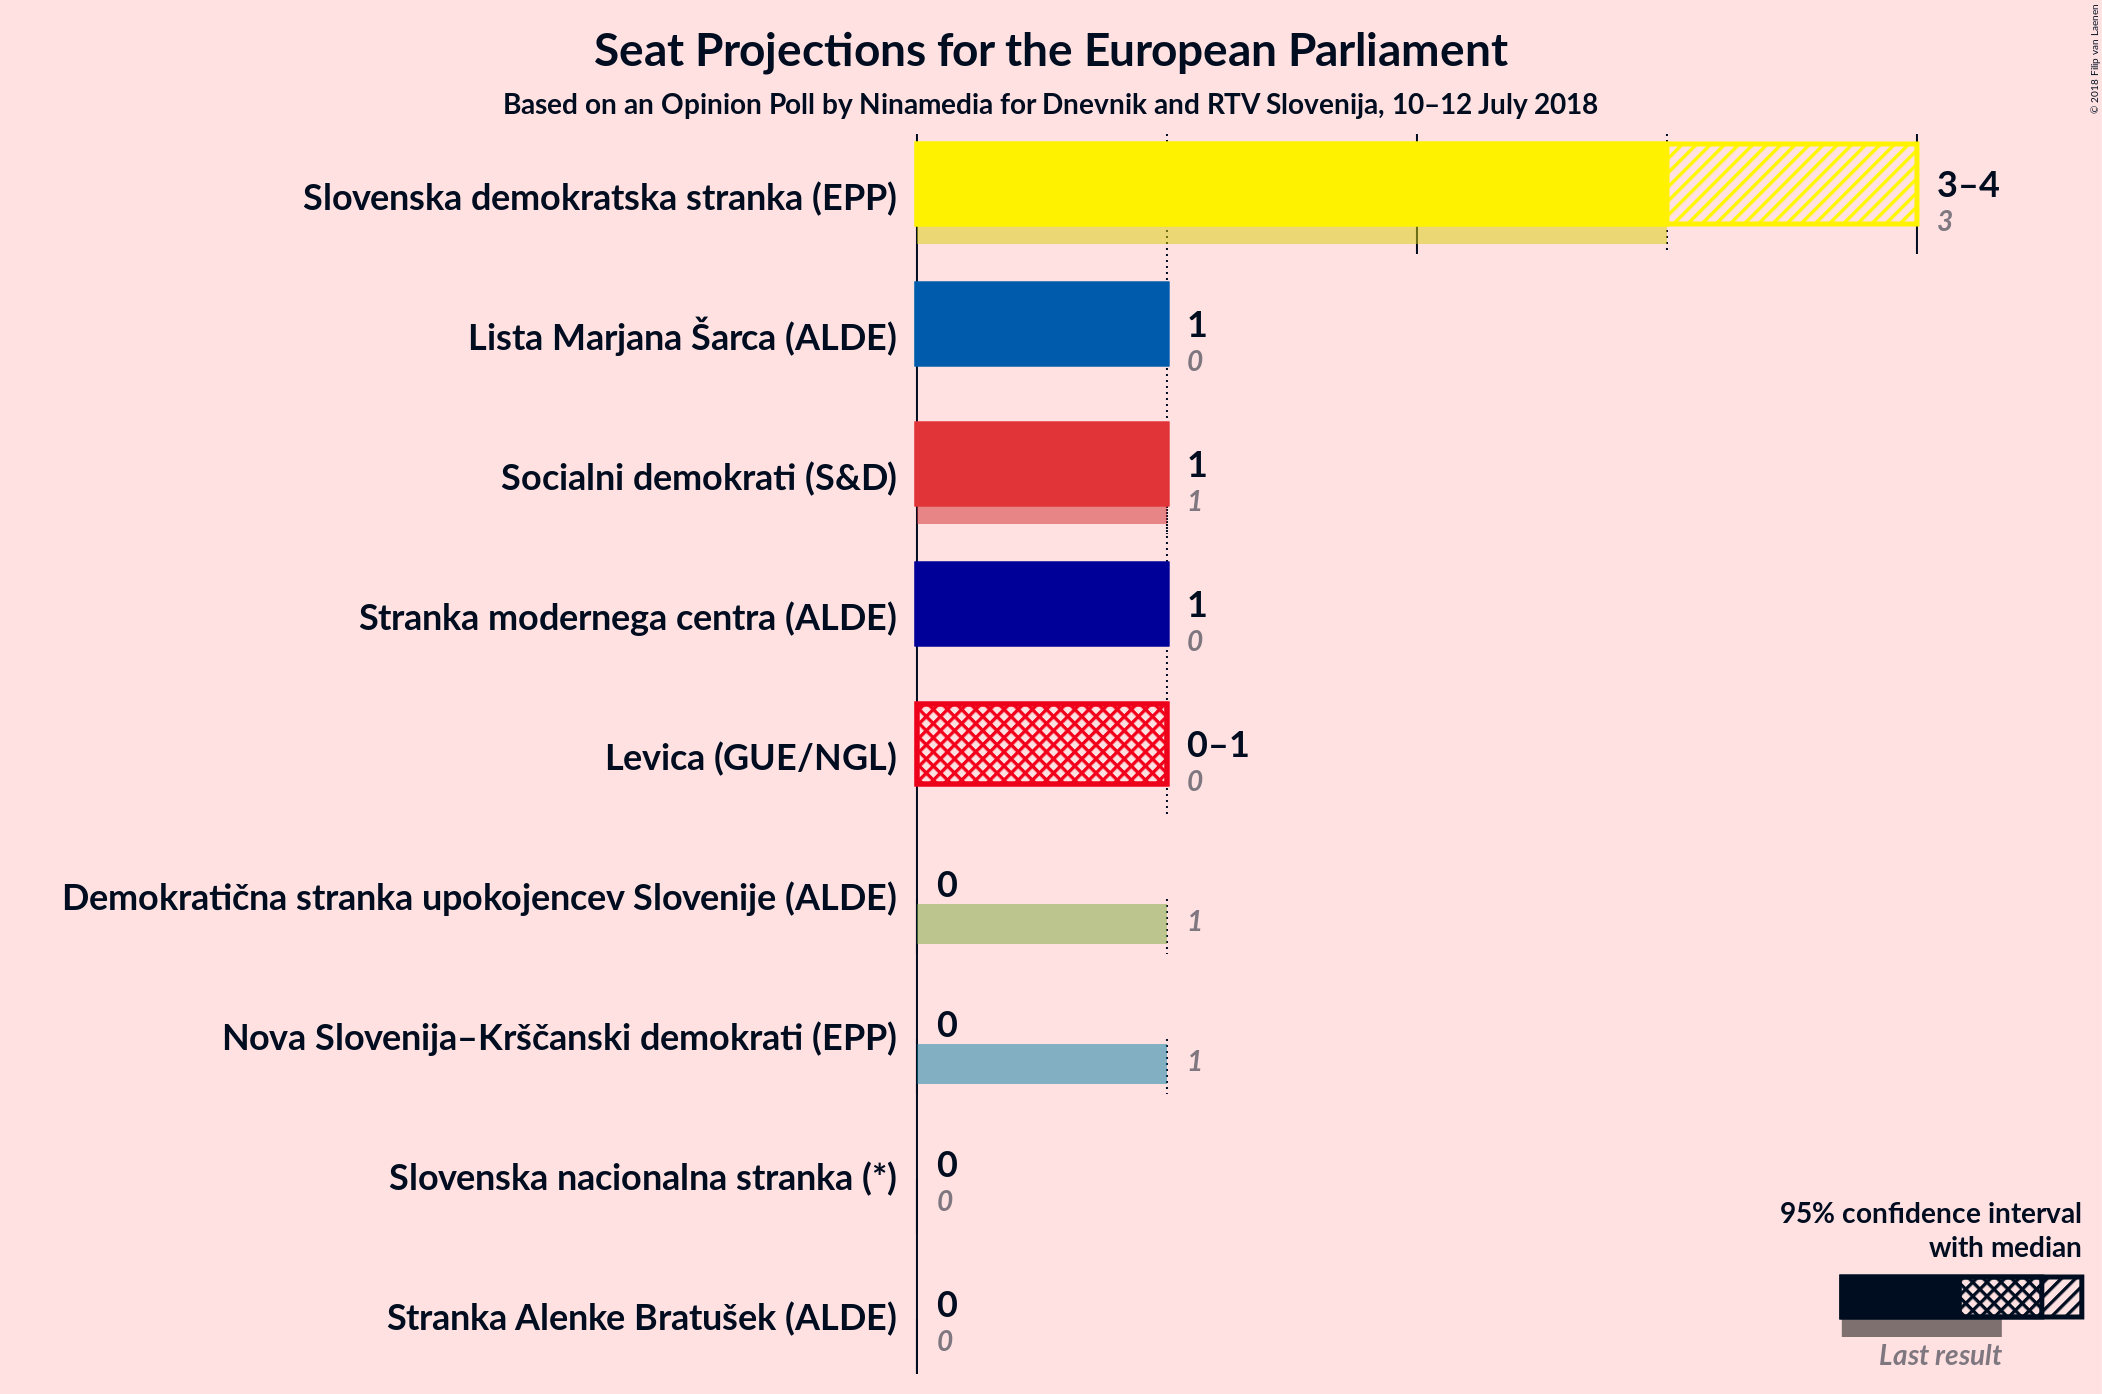 Seat Projections for the European Parliament
Based on an Opinion Poll by Ninamedia for Dnevnik and RTV Slovenija, 10–12 July 2018
© 2018 Filip van Laenen
Slovenska demokratska stranka (EPP)
3–4
3
Lista Marjana Šarca (ALDE)
1
0
Socialni demokrati (S&D)
1
1
Stranka modernega centra (ALDE)
1
0
Levica (GUE/NGL)
0–1
0
Demokratična stranka upokojencev Slovenije (ALDE)
0
1
Nova Slovenija–Krščanski demokrati (EPP)
0
1
Slovenska nacionalna stranka (*)
0
0
Stranka Alenke Bratušek (ALDE)
0
0
95% confidence interval
with median
Last result